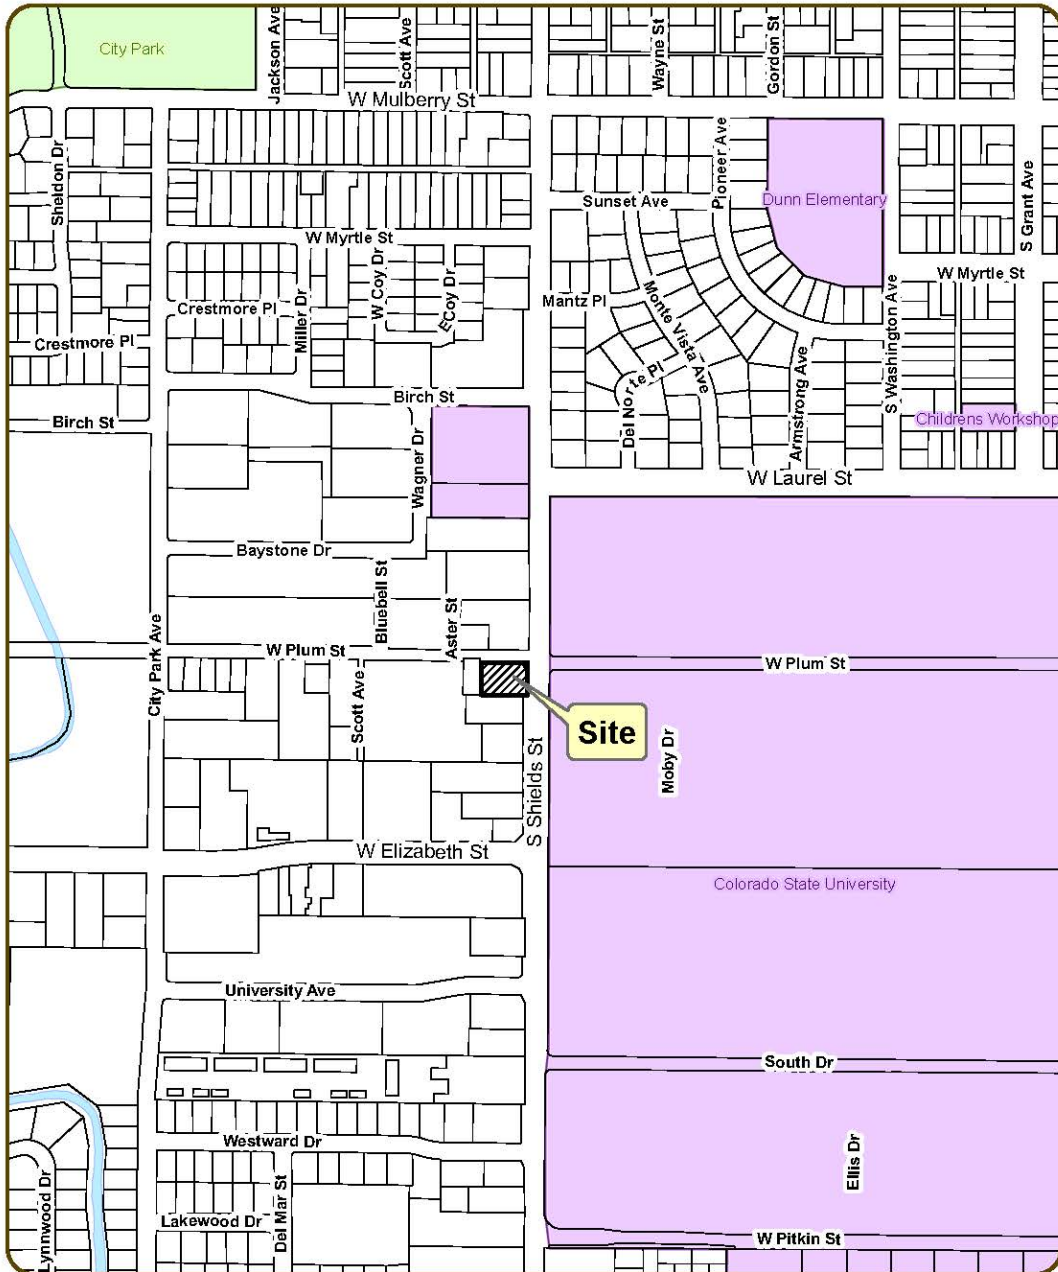 City Park
Jackson Ave
Scott Ave
Wayne St
Gordon St
W Mulberry St
Sheldon Dr
Pioneer Ave
Dunn Elementary
S Grant Ave
Sunset Ave
W Myrtle St
W Myrtle St
W Coy Dr
E Coy Dr
Crestmore Pl
Miller Dr
Mantz Pl
Monte Vista Ave
S Washington Ave
Crestmore Pl
Armstrong Ave
Del Norte Pl
Birch St
Birch St
Childrens Workshop
Wagner Dr
W Laurel St
Baystone Dr
Bluebell St
Aster St
City Park Ave
W Plum St
W Plum St
Scott Ave
Site
Moby Dr
S Shields St
W Elizabeth St
Colorado State University
University Ave
South Dr
Westward Dr
Ellis Dr
Lynnwood Dr
Del Mar St
Lakewood Dr
W Pitkin St